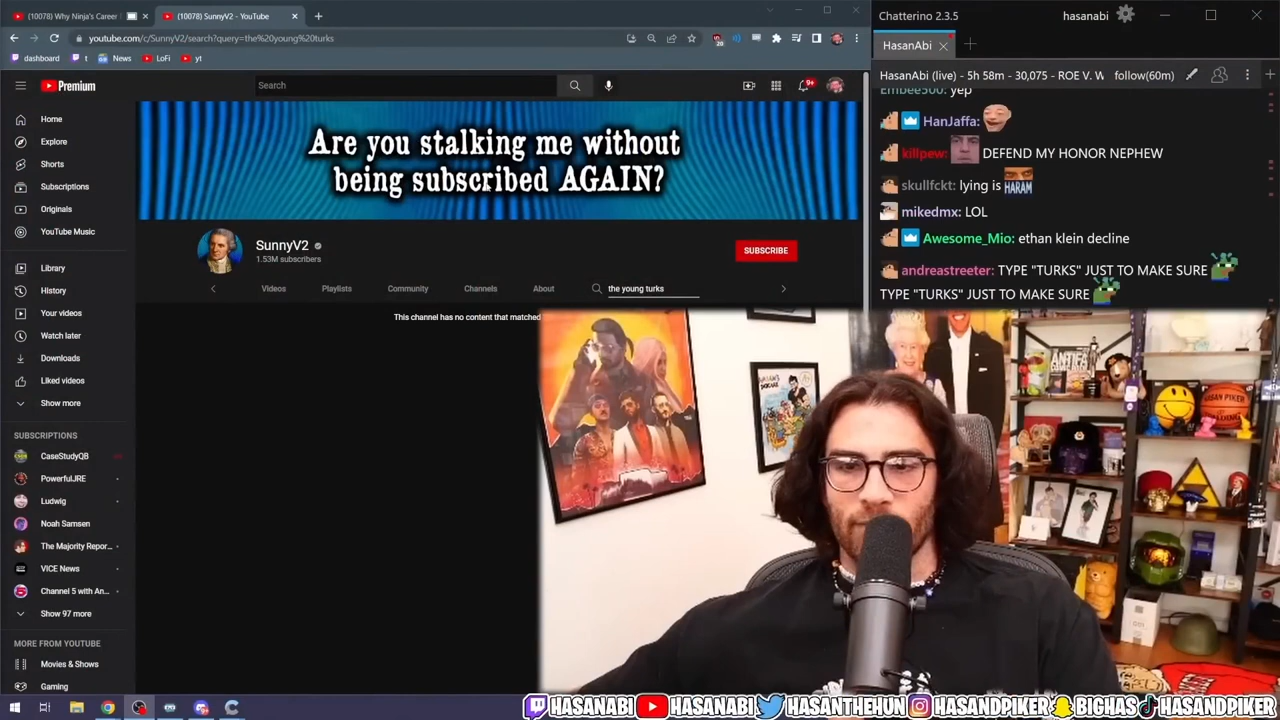 (10078) Why Ninja's Career
(10078) SunnyV2 - YouTube
youtube.com/c/SunnyV2/search?query=the%20young%20turks
dashboard
t
News
LoFi
yt
Premium
Search
9+
Home
Explore
Shorts
Subscriptions
Originals
YouTube Music
Library
History
Your videos
Watch later
Downloads
Liked videos
Show more
SUBSCRIPTIONS
CaseStudyQB
PowerfulJRE
Ludwig
Noah Samsen
The Majority Repor...
VICE News
Channel 5 with An...
Show 97 more
MORE FROM YOUTUBE
Movies & Shows
Gaming
Are you stalking me without
being subscribed AGAIN?
SunnyV2
1.53M subscribers
SUBSCRIBE
Videos
Playlists
Community
Channels
About
the young turks
This channel has no content that matched
Chatterino 2.3.5
hasanabi
HasanAbi
HasanAbi (live) - 5h 58m - 30,075 - ROE V. W
follow(60m)
Embee500: yep
HanJaffa:
killpew: DEFEND MY HONOR NEPHEW
skullfckt: lying is HARAM
mikedmx: LOL
Awesome_Mio: ethan klein decline
andreastreeter: TYPE "TURKS" JUST TO MAKE SURE
TYPE "TURKS" JUST TO MAKE SURE
ANTIFA
HASAN PIKER
HASANABI
HASANABI
HASANTHEHUN
HASANDPIKER
BIGHAS
HASANDPIKER